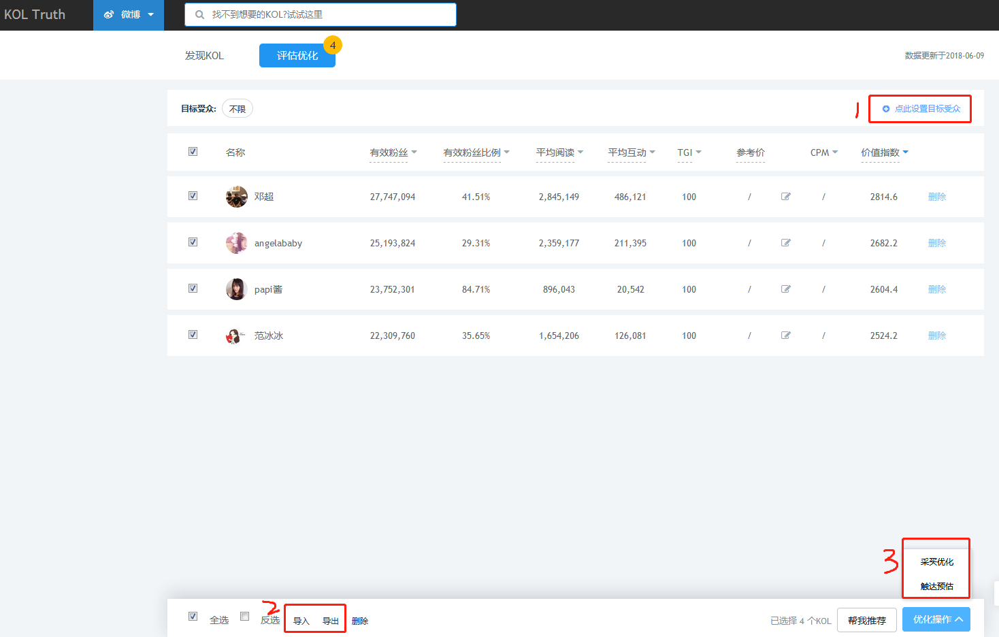 KOL Truth 微博 找不到想要的KOL?试试这里
发现KOL 评估优化 4 数据更新于2018-06-09
目标受众: 不限 1 点此设置目标受众
名称 有效粉丝 有效粉丝比例 平均阅读 平均互动 TGI 参考价 CPM 价值指数
邓超 27,747,094 41.51% 2,845,149 486,121 100 / / 2814.6 删除
angelababy 25,193,824 29.31% 2,359,177 211,395 100 / / 2682.2 删除
papi酱 23,752,301 84.71% 896,043 20,542 100 / / 2604.4 删除
范冰冰 22,309,760 35.65% 1,654,206 126,081 100 / / 2524.2 删除
3 采买优化
触达预估
全选 反选 2 导入 导出 删除 已选择 4 个KOL 帮我推荐 优化操作